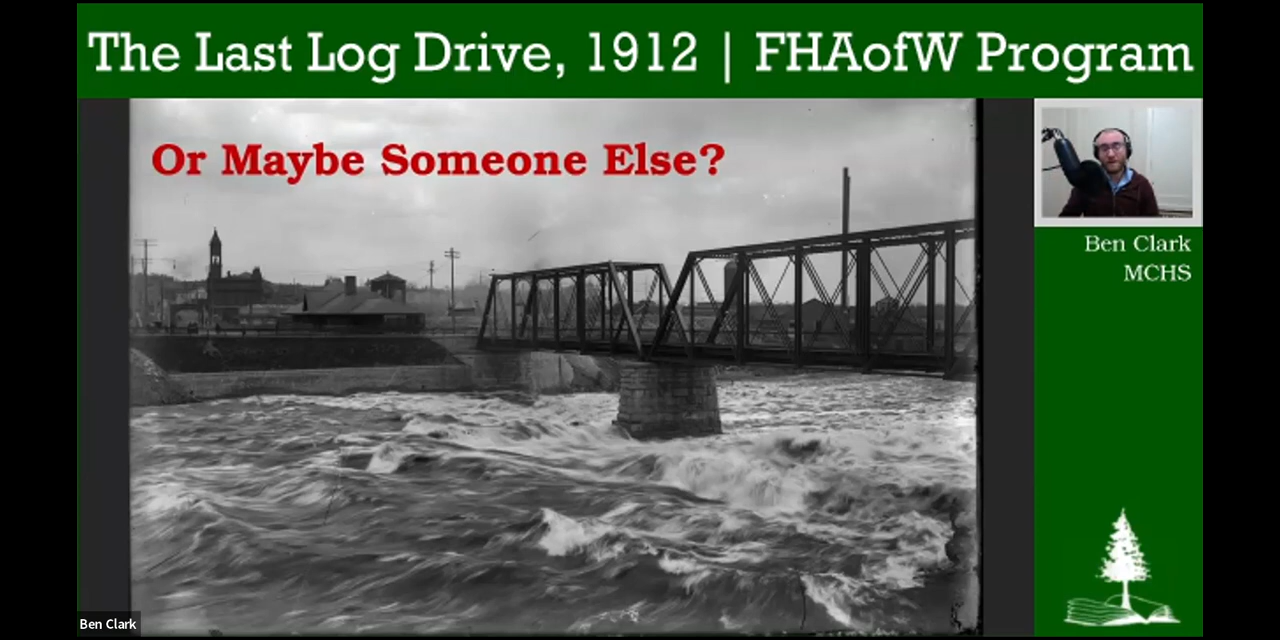 The Last Log Drive, 1912 | FHAofW Program
Or Maybe Someone Else?
Ben Clark
MCHS
Ben Clark